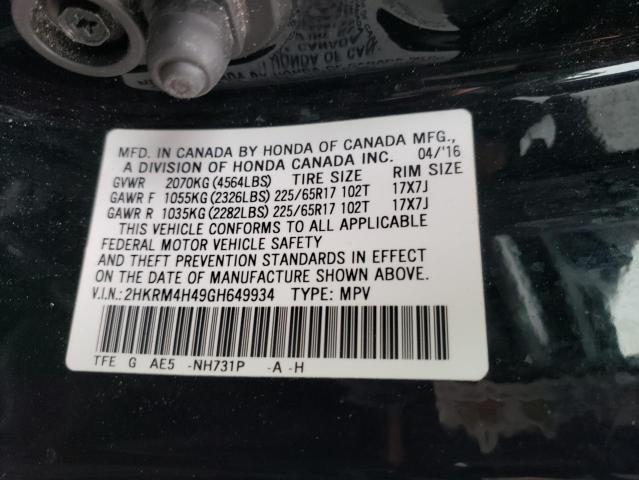 MFD. IN CANADA BY HONDA OF CANADA MFG.,
A DIVISION OF HONDA CANADA INC. 04/'16
GVWR 2070KG (4564LBS) TIRE SIZE RIM SIZE
GAWR F 1055KG (2326LBS) 225/65R17 102T 17X7J
GAWR R 1035KG (2282LBS) 225/65R17 102T 17X7J
THIS VEHICLE CONFORMS TO ALL APPLICABLE
FEDERAL MOTOR VEHICLE SAFETY
AND THEFT PREVENTION STANDARDS IN EFFECT
ON THE DATE OF MANUFACTURE SHOWN ABOVE.
V.I.N.:2HKRM4H49GH649934 TYPE: MPV
TFE G AE5 -NH731P -A -H